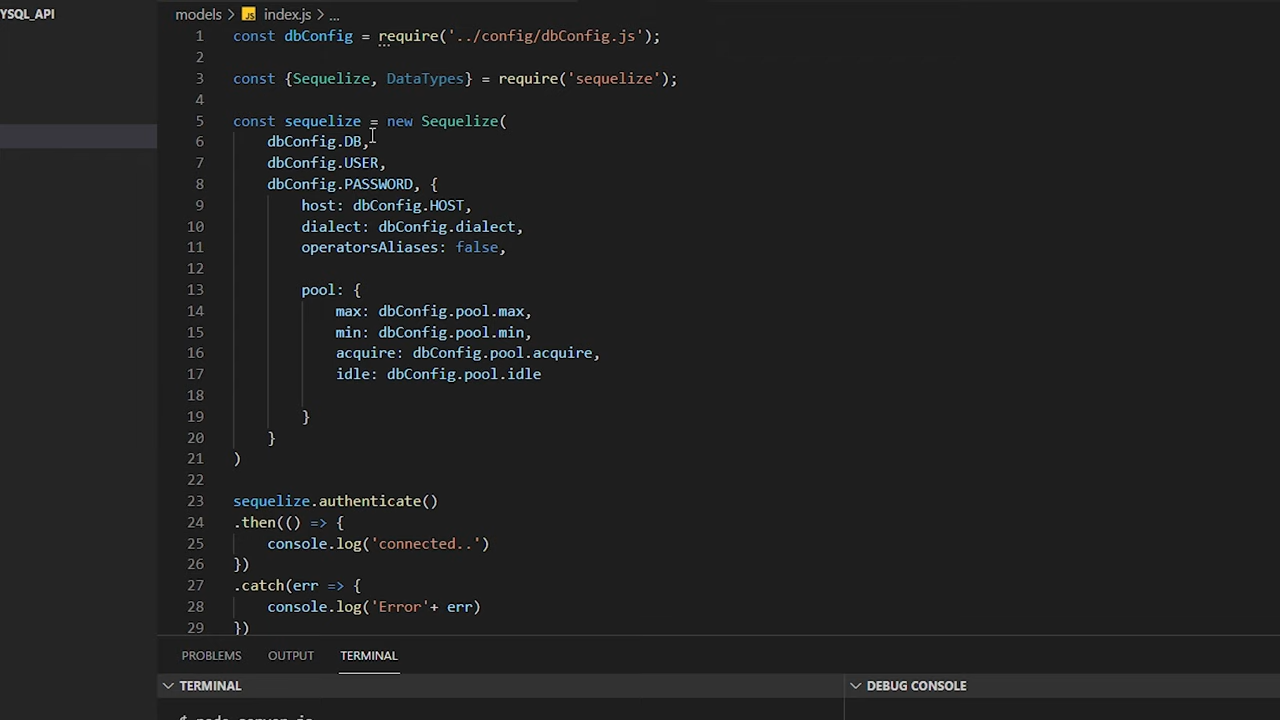 YSQL_API
models > index.js > ...
1 const dbConfig = require('../config/dbConfig.js');
2
3 const {Sequelize, DataTypes} = require('sequelize');
4
5 const sequelize = new Sequelize(
6     dbConfig.DB,
7     dbConfig.USER,
8     dbConfig.PASSWORD, {
9         host: dbConfig.HOST,
10         dialect: dbConfig.dialect,
11         operatorsAliases: false,
12
13         pool: {
14             max: dbConfig.pool.max,
15             min: dbConfig.pool.min,
16             acquire: dbConfig.pool.acquire,
17             idle: dbConfig.pool.idle
18
19         }
20     }
21 )
22
23 sequelize.authenticate()
24 .then(() => {
25     console.log('connected..')
26 })
27 .catch(err => {
28     console.log('Error'+ err)
29 })
PROBLEMS OUTPUT TERMINAL
TERMINAL DEBUG CONSOLE
$ node server.js